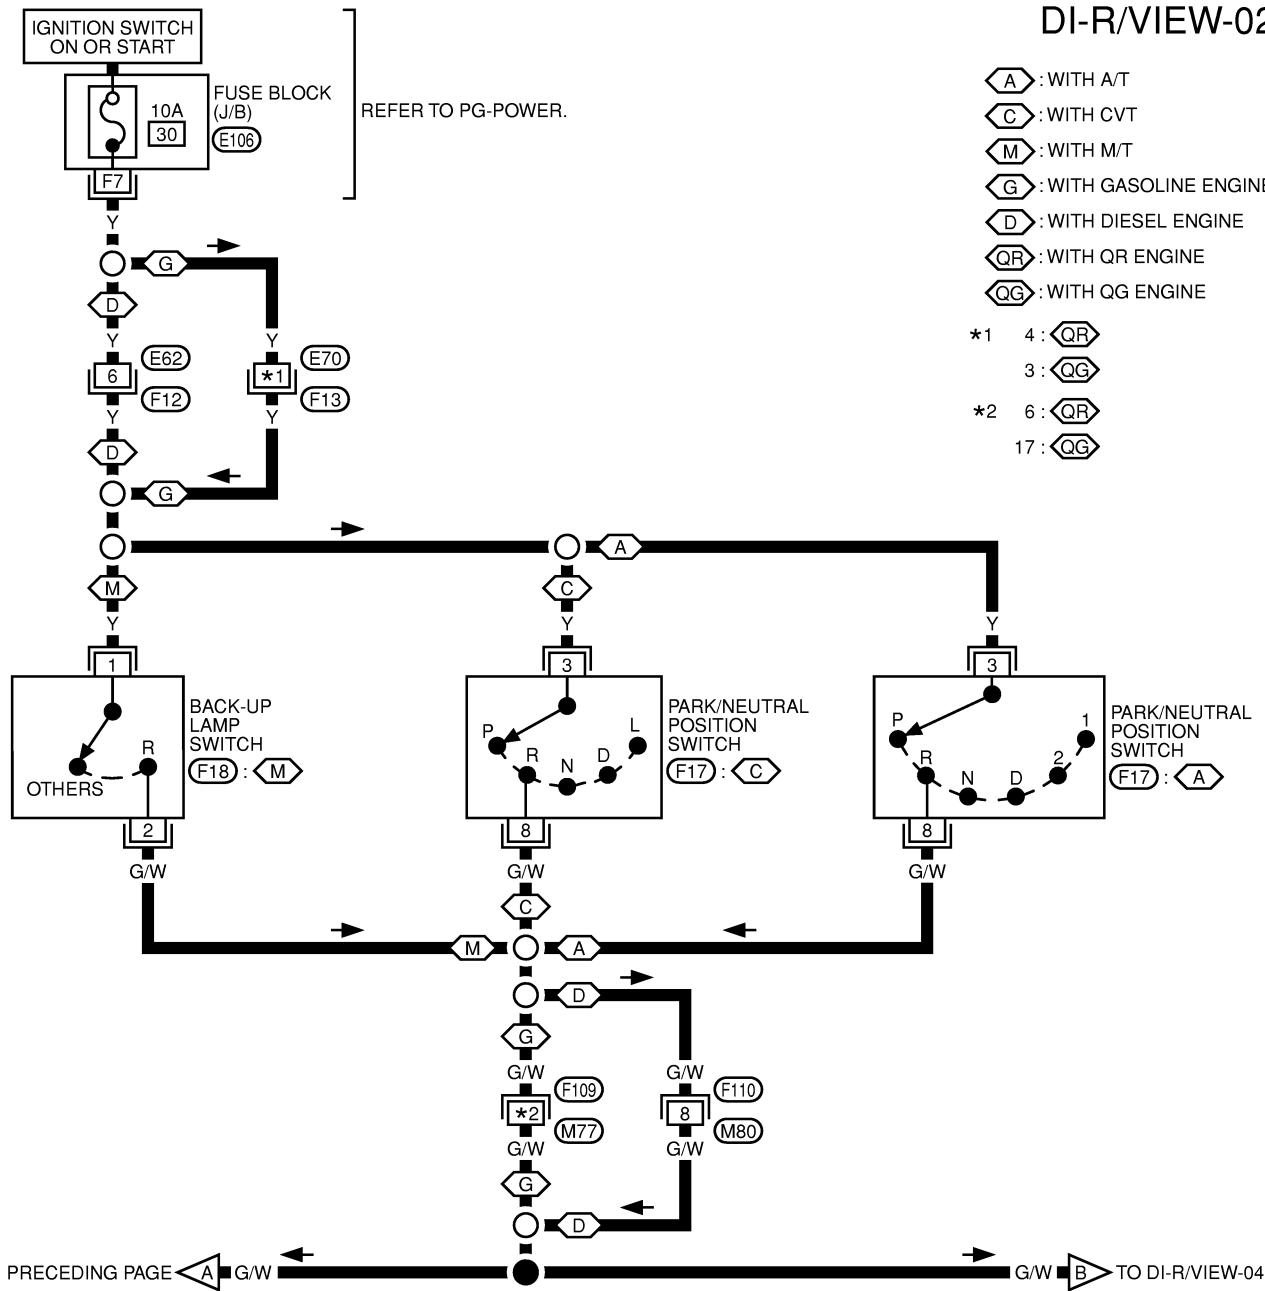 DI-R/VIEW-02
IGNITION SWITCH
ON OR START
FUSE BLOCK
(J/B)
E106
10A
30
F7
REFER TO PG-POWER.
A : WITH A/T
C : WITH CVT
M : WITH M/T
G : WITH GASOLINE ENGINE
D : WITH DIESEL ENGINE
QR : WITH QR ENGINE
QG : WITH QG ENGINE
*1 4 : QR
3 : QG
*2 6 : QR
17 : QG
Y
G
D
Y
Y
6
E62
F12
*1
E70
F13
Y
Y
D
G
A
M
C
Y
Y
Y
1
3
3
BACK-UP
LAMP
SWITCH
F18 : M
OTHERS
R
2
PARK/NEUTRAL
POSITION
SWITCH
F17 : C
P
R
N
D
L
8
PARK/NEUTRAL
POSITION
SWITCH
F17 : A
P
R
N
D
2
1
8
G/W
G/W
G/W
C
M
A
D
G
G/W
G/W
*2
F109
M77
8
F110
M80
G/W
G/W
G
D
PRECEDING PAGE A G/W
G/W B TO DI-R/VIEW-04